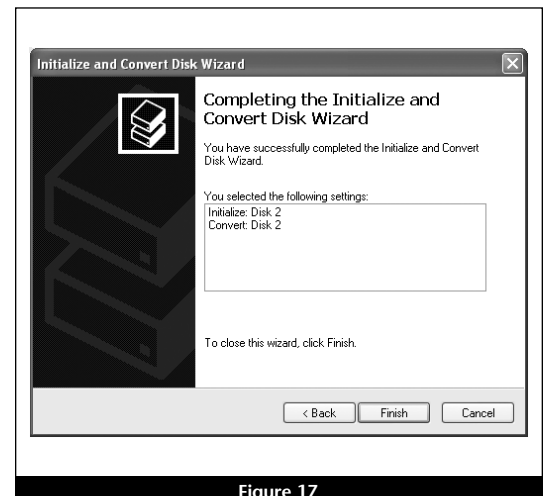 Initialize and Convert Disk Wizard
Completing the Initialize and
Convert Disk Wizard
You have successfully completed the Initialize and Convert
Disk Wizard.
You selected the following settings:
Initialize: Disk 2
Convert: Disk 2
To close this wizard, click Finish.
< Back
Finish
Cancel
Figure 17